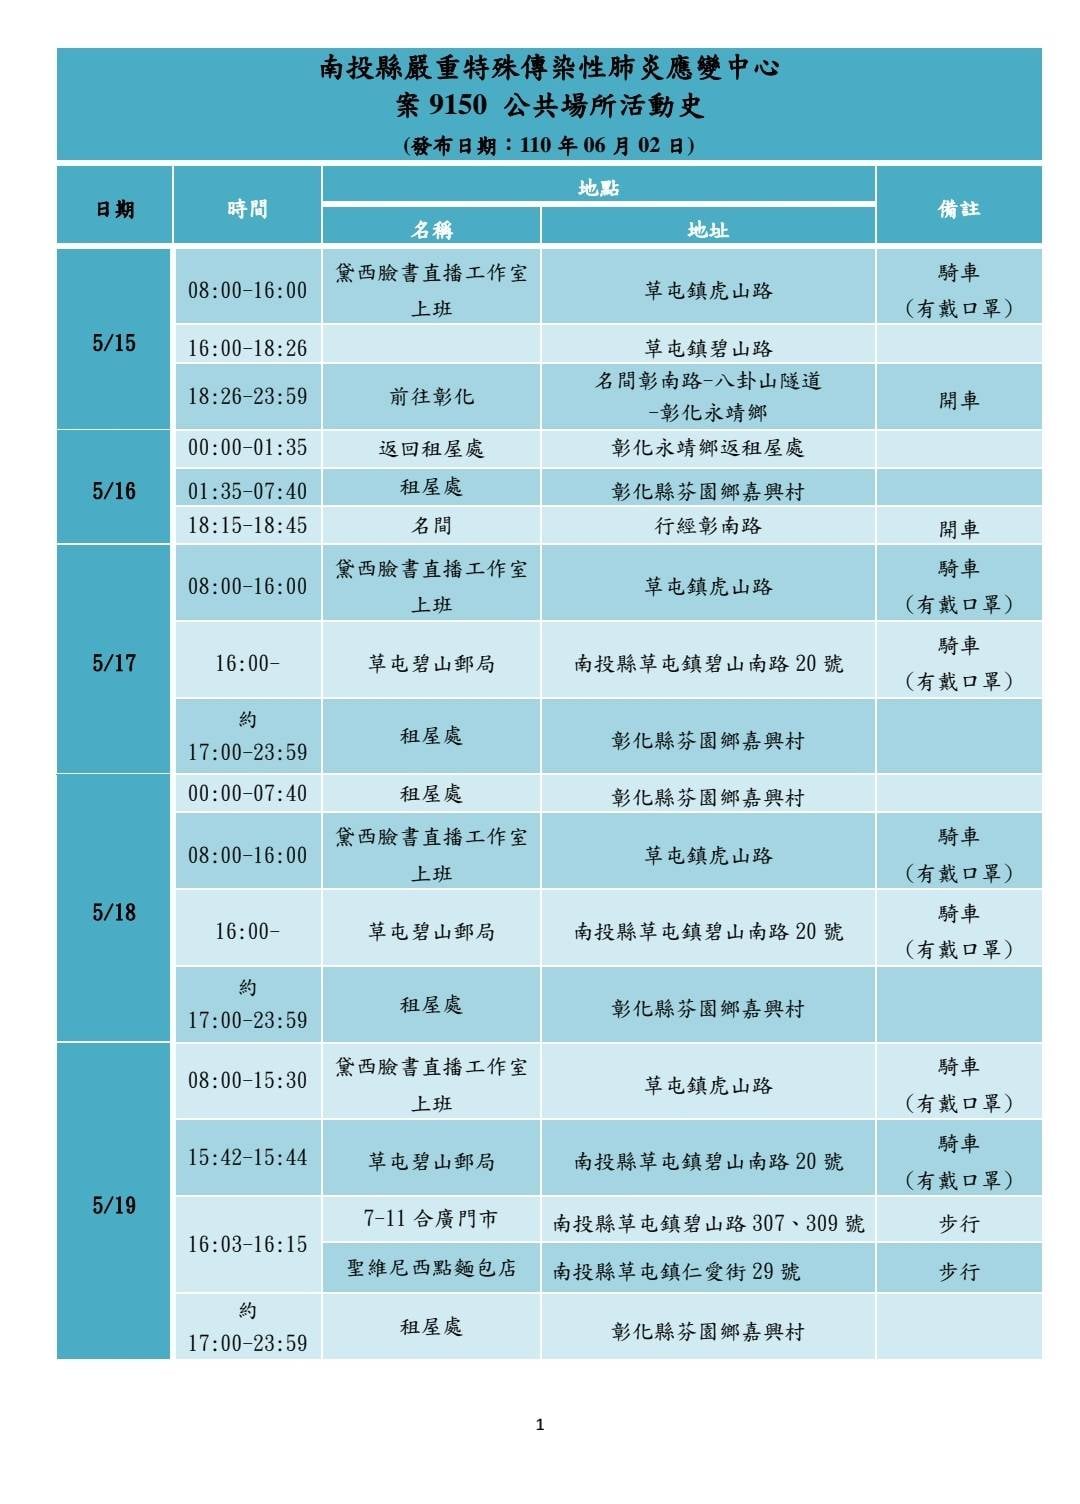 南投縣嚴重特殊傳染性肺炎應變中心
案 9150 公共場所活動史
(發布日期：110 年 06 月 02 日)
日期 時間 地點 備註
名稱 地址
5/15
08:00-16:00 黛西臉書直播工作室 草屯鎮虎山路 騎車
上班 (有戴口罩)
16:00-18:26 草屯鎮碧山路
18:26-23:59 前往彰化 名間彰南路-八卦山隧道 開車
-彰化永靖鄉
5/16
00:00-01:35 返回租屋處 彰化永靖鄉返租屋處
01:35-07:40 租屋處 彰化縣芬園鄉嘉興村
18:15-18:45 名間 行經彰南路 開車
5/17
08:00-16:00 黛西臉書直播工作室 草屯鎮虎山路 騎車
上班 (有戴口罩)
16:00- 草屯碧山郵局 南投縣草屯鎮碧山南路 20 號 騎車
(有戴口罩)
約
17:00-23:59 租屋處 彰化縣芬園鄉嘉興村
5/18
00:00-07:40 租屋處 彰化縣芬園鄉嘉興村
08:00-16:00 黛西臉書直播工作室 草屯鎮虎山路 騎車
上班 (有戴口罩)
16:00- 草屯碧山郵局 南投縣草屯鎮碧山南路 20 號 騎車
(有戴口罩)
約
17:00-23:59 租屋處 彰化縣芬園鄉嘉興村
5/19
08:00-15:30 黛西臉書直播工作室 草屯鎮虎山路 騎車
上班 (有戴口罩)
15:42-15:44 草屯碧山郵局 南投縣草屯鎮碧山南路 20 號 騎車
(有戴口罩)
16:03-16:15 7-11 合廣門市 南投縣草屯鎮碧山路 307、309 號 步行
聖維尼西點麵包店 南投縣草屯鎮仁愛街 29 號 步行
約
17:00-23:59 租屋處 彰化縣芬園鄉嘉興村
1